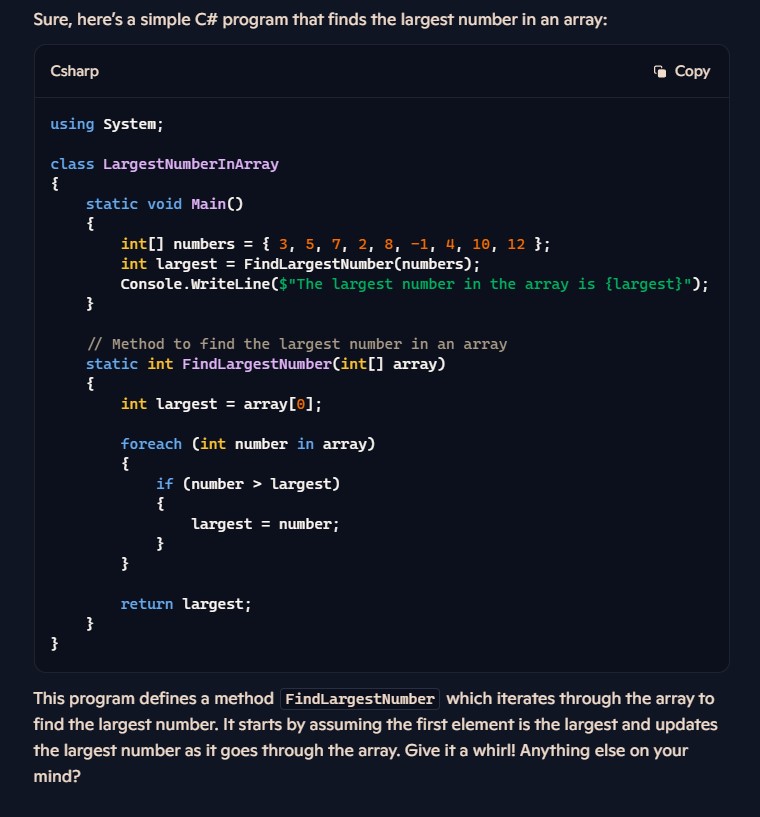 Sure, here's a simple C# program that finds the largest number in an array:
Csharp
Copy
using System;
class LargestNumberInArray
{
    static void Main()
    {
        int[] numbers = { 3, 5, 7, 2, 8, -1, 4, 10, 12 };
        int largest = FindLargestNumber(numbers);
        Console.WriteLine($"The largest number in the array is {largest}");
    }
    // Method to find the largest number in an array
    static int FindLargestNumber(int[] array)
    {
        int largest = array[0];
        foreach (int number in array)
        {
            if (number > largest)
            {
                largest = number;
            }
        }
        return largest;
    }
}
This program defines a method FindLargestNumber which iterates through the array to
find the largest number. It starts by assuming the first element is the largest and updates
the largest number as it goes through the array. Give it a whirl! Anything else on your
mind?